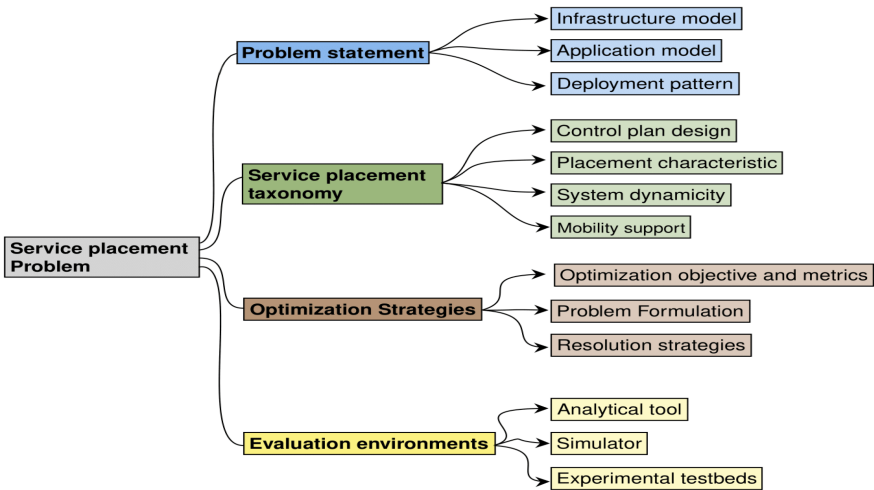 Service placement
Problem
Problem statement
Infrastructure model
Application model
Deployment pattern
Service placement
taxonomy
Control plan design
Placement characteristic
System dynamicity
Mobility support
Optimization Strategies
Optimization objective and metrics
Problem Formulation
Resolution strategies
Evaluation environments
Analytical tool
Simulator
Experimental testbeds